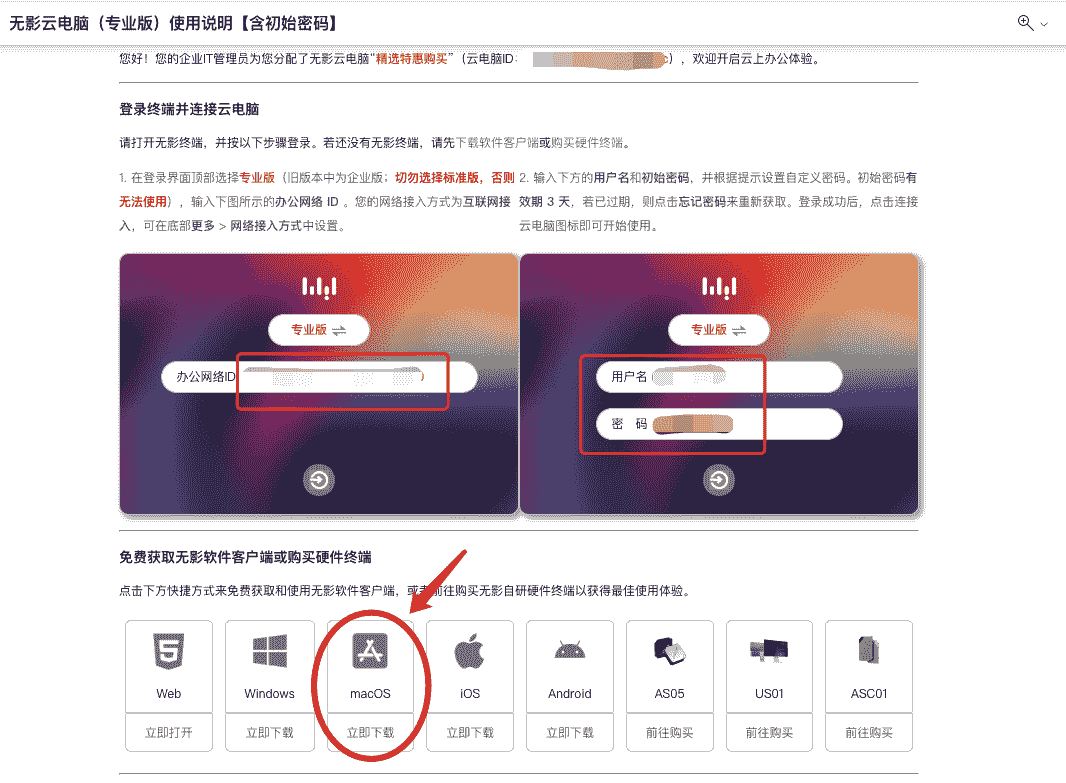 无影云电脑（专业版）使用说明【含初始密码】
您好！您的企业IT管理员为您分配了无影云电脑“精选特惠购买”（云电脑ID： c），欢迎开启云上办公体验。
登录终端并连接云电脑
请打开无影终端，并按以下步骤登录。若还没有无影终端，请先下载软件客户端或购买硬件终端。
1. 在登录界面顶部选择专业版（旧版本中为企业版；切勿选择标准版，否则
无法使用），输入下图所示的办公网络 ID 。您的网络接入方式为互联网接
入，可在底部更多 > 网络接入方式中设置。
2. 输入下方的用户名和初始密码，并根据提示设置自定义密码。初始密码有
效期 3 天，若已过期，则点击忘记密码来重新获取。登录成功后，点击连接
云电脑图标即可开始使用。
专业版
办公网络ID
专业版
用户名
密 码
免费获取无影软件客户端或购买硬件终端
点击下方快捷方式来免费获取和使用无影软件客户端，或者前往购买无影自研硬件终端以获得最佳使用体验。
Web
Windows
macOS
iOS
Android
AS05
US01
ASC01
立即打开
立即下载
立即下载
立即下载
立即下载
前往购买
前往购买
前往购买